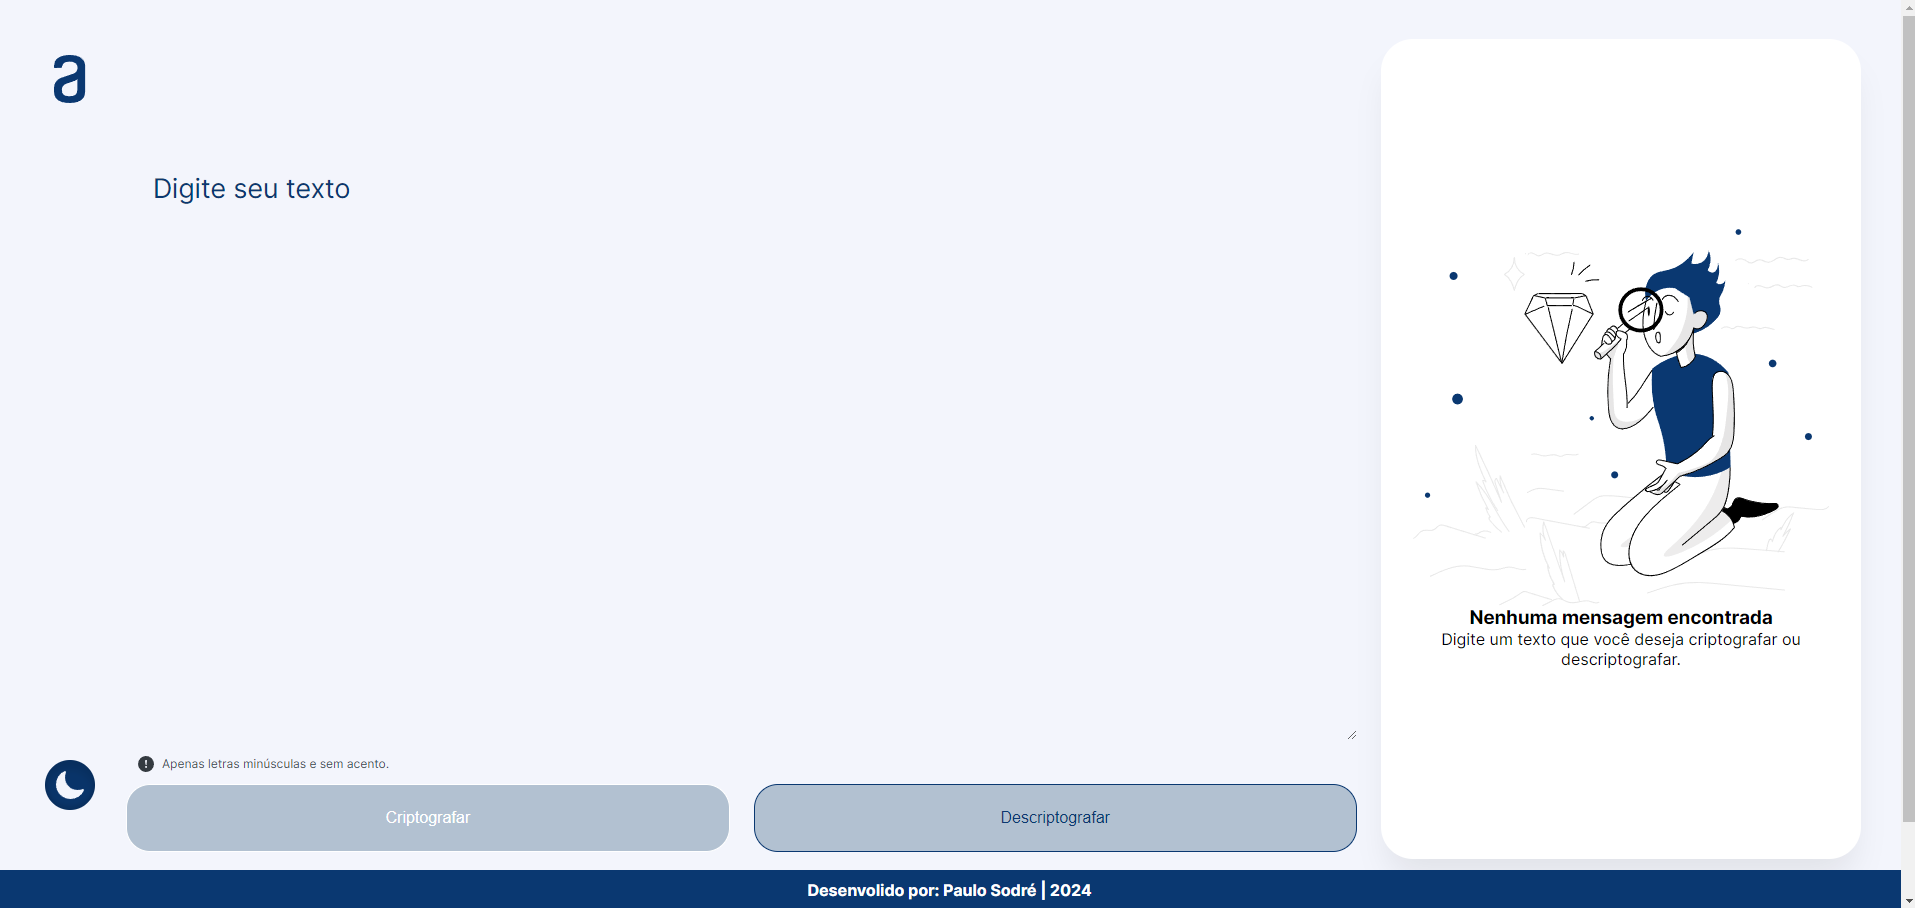 a
Digite seu texto
Nenhuma mensagem encontrada
Digite um texto que você deseja criptografar ou
descriptografar.
! Apenas letras minúsculas e sem acento.
Criptografar
Descriptografar
Desenvolido por: Paulo Sodré | 2024